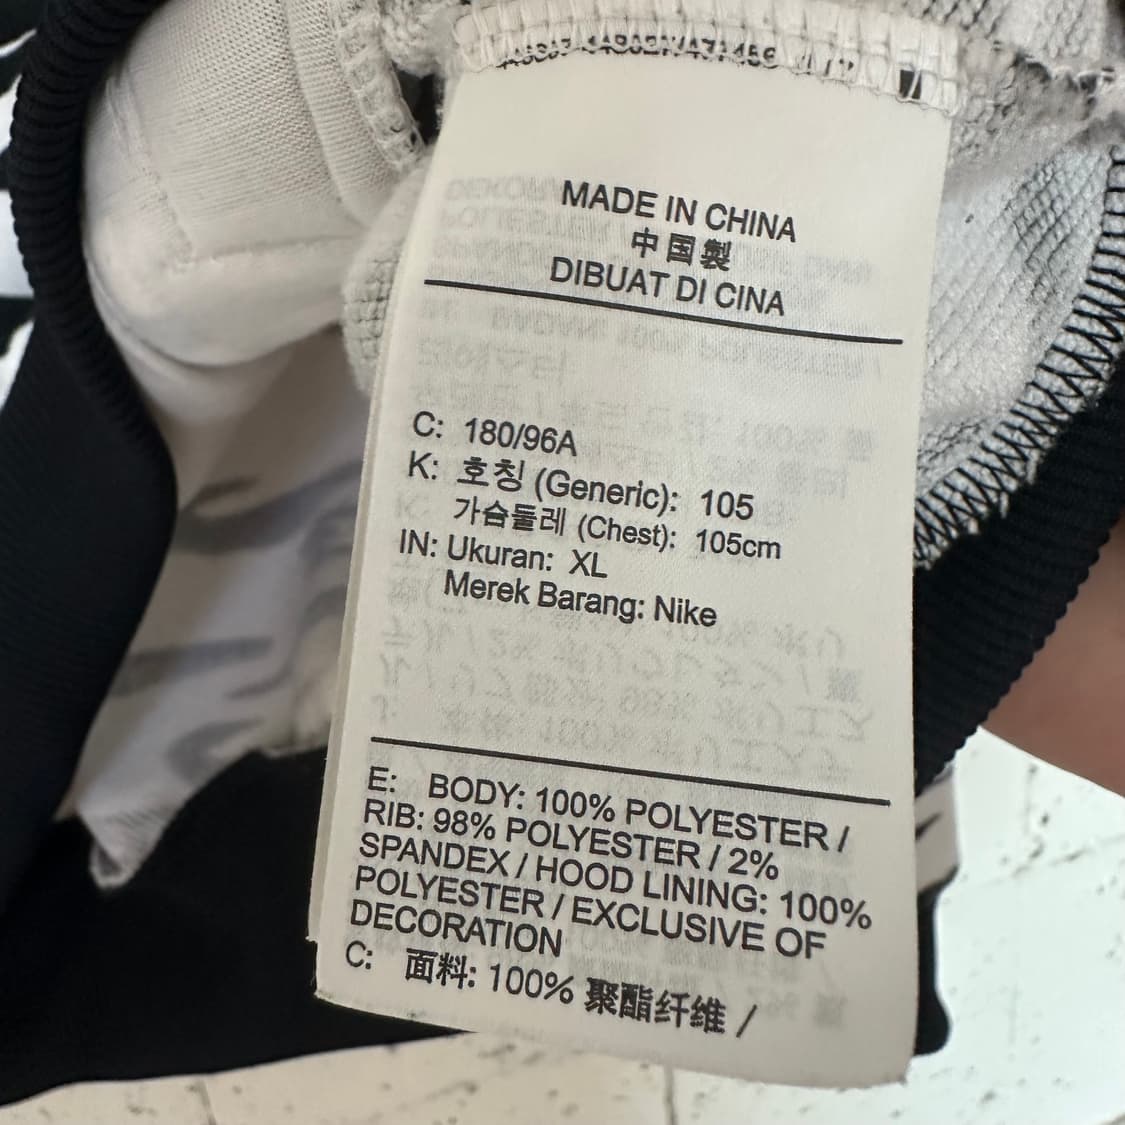 MADE IN CHINA
中国製
DIBUAT DI CINA
C: 180/96A
K: 호칭 (Generic): 105
가슴둘레 (Chest): 105cm
IN: Ukuran: XL
Merek Barang: Nike
E: BODY: 100% POLYESTER /
RIB: 98% POLYESTER / 2%
SPANDEX / HOOD LINING: 100%
POLYESTER / EXCLUSIVE OF
DECORATION
C: 面料: 100% 聚酯纤维 /